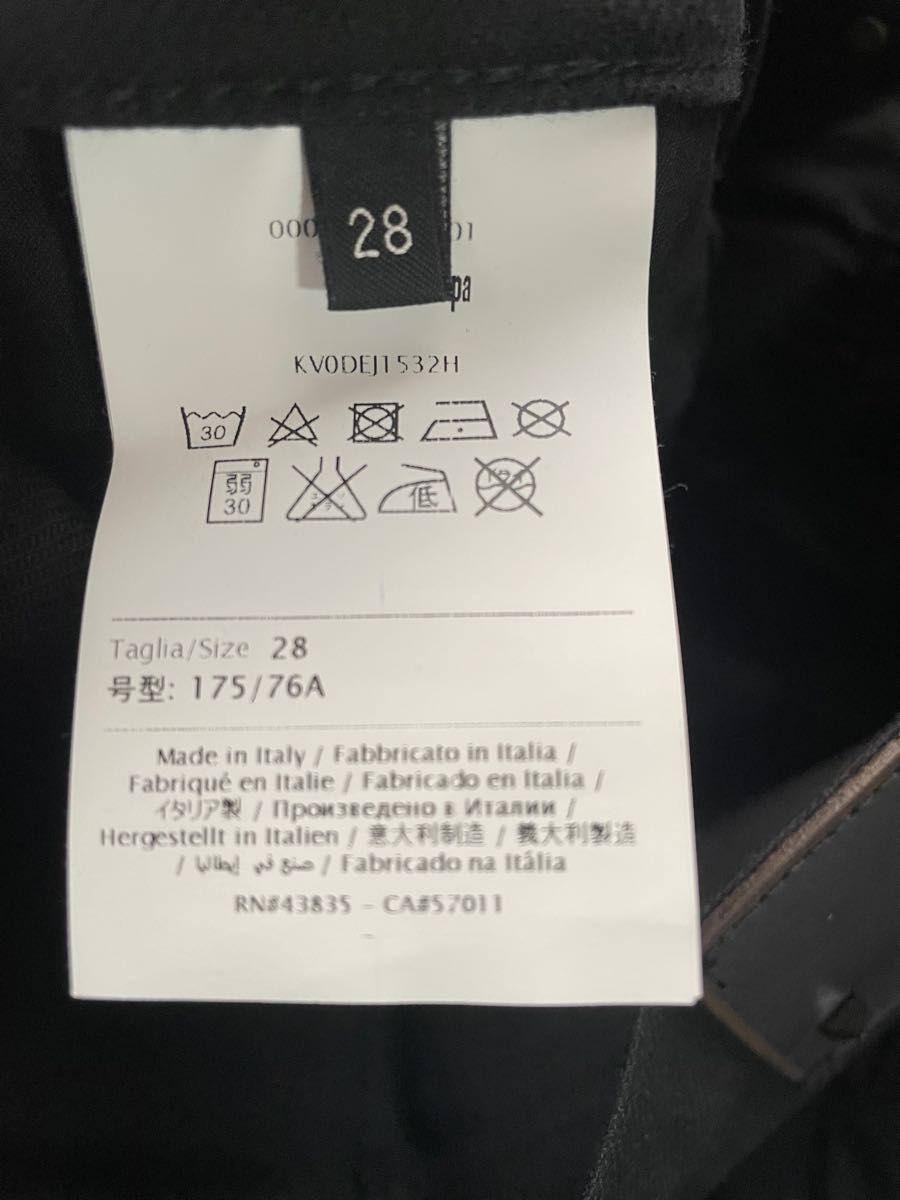 28
pa
KV0DEJ1532H
30
弱
30
低
Taglia/Size 28
号型: 175/76A
Made in Italy / Fabbricato in Italia /
Fabriqué en Italie / Fabricado en Italia /
イタリア製 / Произведено в Италии /
Hergestellt in Italien / 意大利制造 / 義大利製造
/ صنع في إيطاليا / Fabricado na Itália
RN#43835 - CA#57011